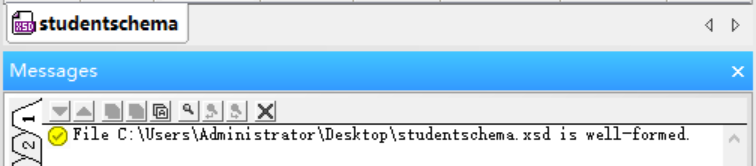 XSD studentschema
Messages
1
2
File C:\Users\Administrator\Desktop\studentschema.xsd is well-formed.